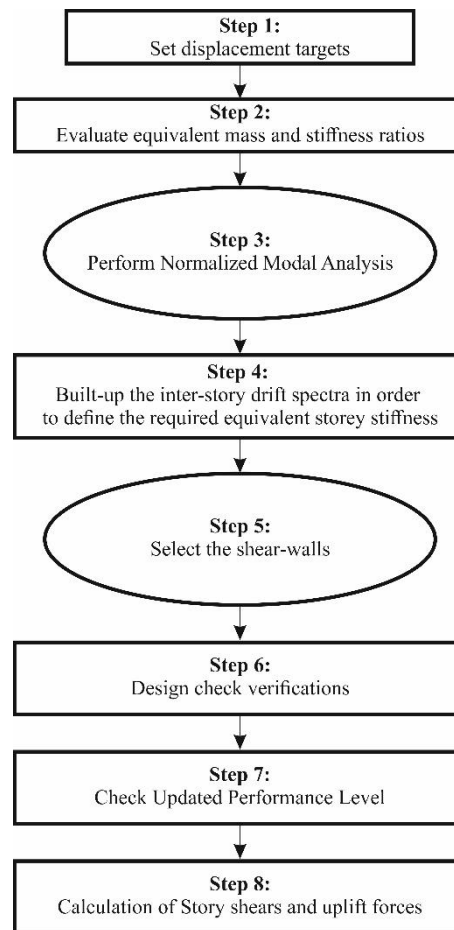 Step 1:
Set displacement targets
Step 2:
Evaluate equivalent mass and stiffness ratios
Step 3:
Perform Normalized Modal Analysis
Step 4:
Built-up the inter-story drift spectra in order
to define the required equivalent storey stiffness
Step 5:
Select the shear-walls
Step 6:
Design check verifications
Step 7:
Check Updated Performance Level
Step 8:
Calculation of Story shears and uplift forces